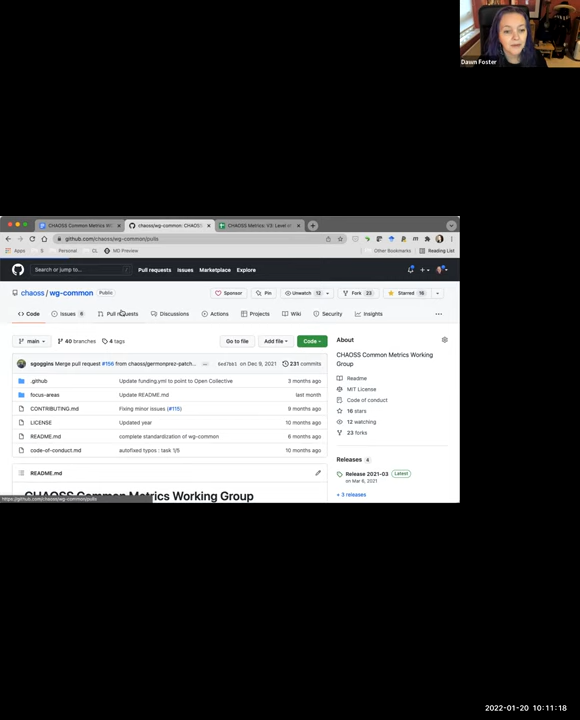 Dawn Foster
CHAOSS Common Metrics W
chaoss/wg-common: CHAOSS
CHAOSS Metrics: V3: Level o
github.com/chaoss/wg-common/pulls
Apps S Personal CL MD Preview Other Bookmarks Reading List
Search or jump to... / Pull requests Issues Marketplace Explore
chaoss / wg-common Public Sponsor Pin Unwatch 12 Fork 23 Starred 16
Code Issues 6 Pull requests Discussions Actions Projects Wiki Security Insights
main 40 branches 4 tags Go to file Add file Code
sgoggins Merge pull request #156 from chaoss/germonprez-patch... on Dec 9, 2021 231 commits
.github Update funding.yml to point to Open Collective 3 months ago
focus-areas Update README.md last month
CONTRIBUTING.md Fixing minor issues (#115) 9 months ago
LICENSE Updated year 10 months ago
README.md complete standardization of wg-common 6 months ago
code-of-conduct.md autofixed typos : task 1/5 10 months ago
README.md
CHAOSS Common Metrics Working Group
About
CHAOSS Common Metrics Working
Group
Readme
MIT License
Code of conduct
16 stars
12 watching
23 forks
Releases 4
Release 2021-03 Latest
on Mar 6, 2021
+ 3 releases
https://github.com/chaoss/wg-common/pulls
2022-01-20 10:11:18